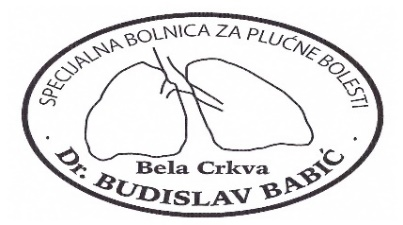 SPECIJALNA BOLNICA ZA PLUĆNE BOLESTI
Bela Crkva
Dr. BUDISLAV BABIĆ